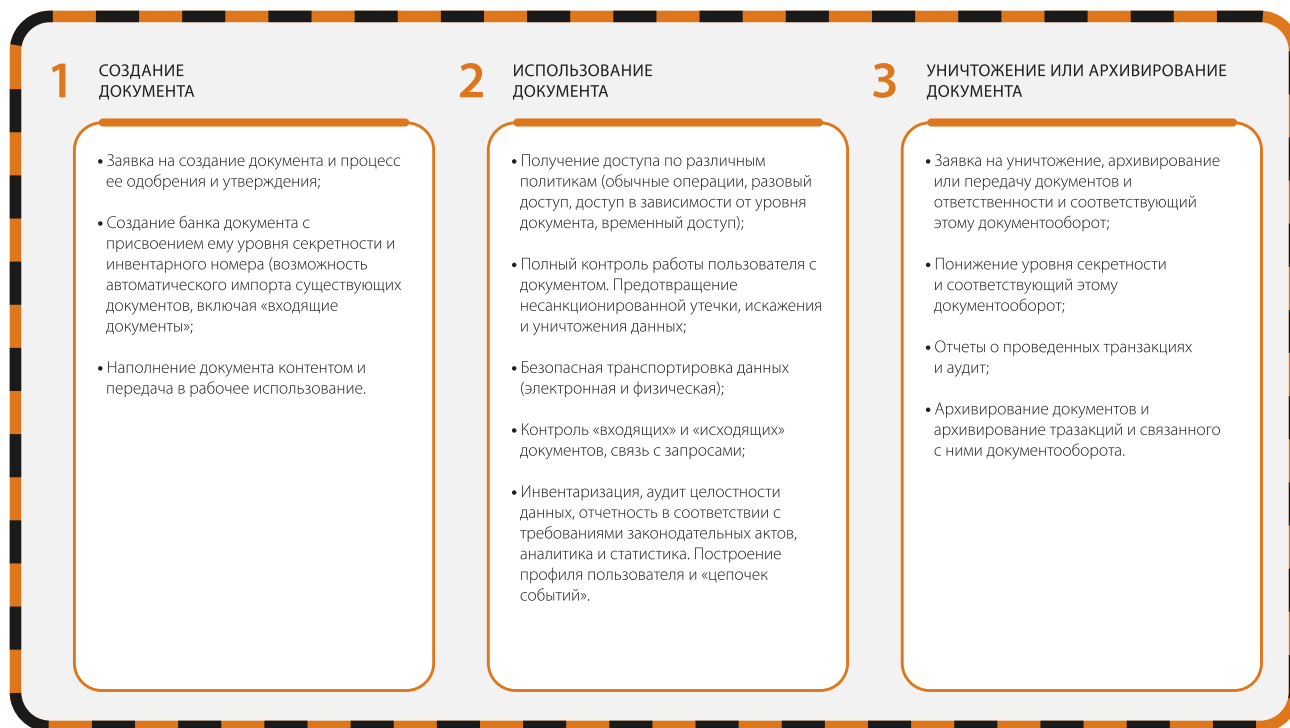 1
СОЗДАНИЕ
ДОКУМЕНТА
• Заявка на создание документа и процесс
ее одобрения и утверждения;
• Создание банка документа с
присвоением ему уровня секретности и
инвентарного номера (возможность
автоматического импорта существующих
документов, включая «входящие
документы»;
• Наполнение документа контентом и
передача в рабочее использование.
2
ИСПОЛЬЗОВАНИЕ
ДОКУМЕНТА
• Получение доступа по различным
политикам (обычные операции, разовый
доступ, доступ в зависимости от уровня
документа, временный доступ);
• Полный контроль работы пользователя с
документом. Предотвращение
несанкционированной утечки, искажения
и уничтожения данных;
• Безопасная транспортировка данных
(электронная и физическая);
• Контроль «входящих» и «исходящих»
документов, связь с запросами;
• Инвентаризация, аудит целостности
данных, отчетность в соответствии с
требованиями законодательных актов,
аналитика и статистика. Построение
профиля пользователя и «цепочек
событий».
3
УНИЧТОЖЕНИЕ ИЛИ АРХИВИРОВАНИЕ
ДОКУМЕНТА
• Заявка на уничтожение, архивирование
или передачу документов и
ответственности и соответствующий
этому документооборот;
• Понижение уровня секретности
и соответствующий этому
документооборот;
• Отчеты о проведенных транзакциях
и аудит;
• Архивирование документов и
архивирование тразакций и связанного
с ними документооборота.